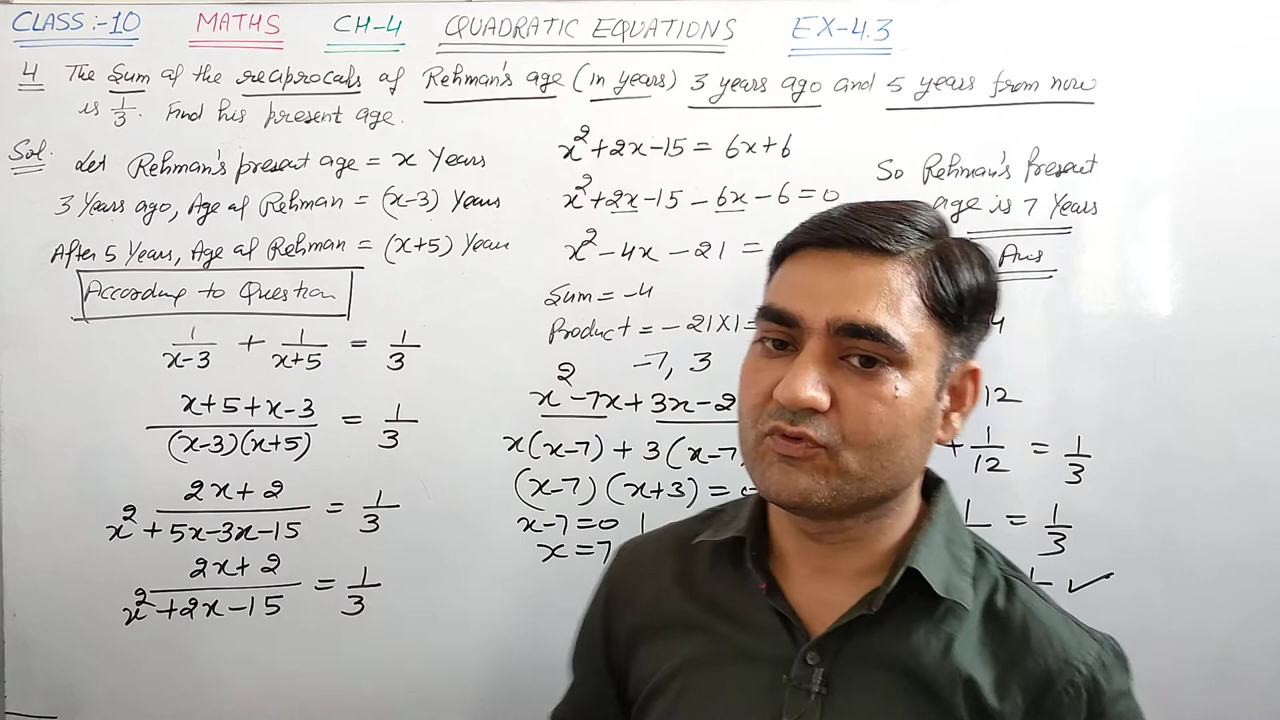 CLASS:-10 MATHS CH-4 QUADRATIC EQUATIONS EX-4.3
4 The Sum of the reciprocals of Rehman's age (in years) 3 years ago and 5 years from now
is 1/3. Find his present age.
Sol. Let Rehman's present age = x Years
3 Years ago, Age of Rehman = (x-3) Years
After 5 Years, Age of Rehman = (x+5) Years
According to Question
1/(x-3) + 1/(x+5) = 1/3
(x+5+x-3)/((x-3)(x+5)) = 1/3
(2x+2)/(x²+5x-3x-15) = 1/3
(2x+2)/(x²+2x-15) = 1/3
x²+2x-15 = 6x+6
x²+2x-15-6x-6=0
x²-4x-21 =
Sum = -4
Product = -21×1=
-7, 3
x²-7x+3x-2
x(x-7)+3(x-7
(x-7)(x+3) =
x-7=0
x=7
So Rehman's Present
age is 7 Years
Ans
4
12
+ 1/12 = 1/3
= 1/3
✓